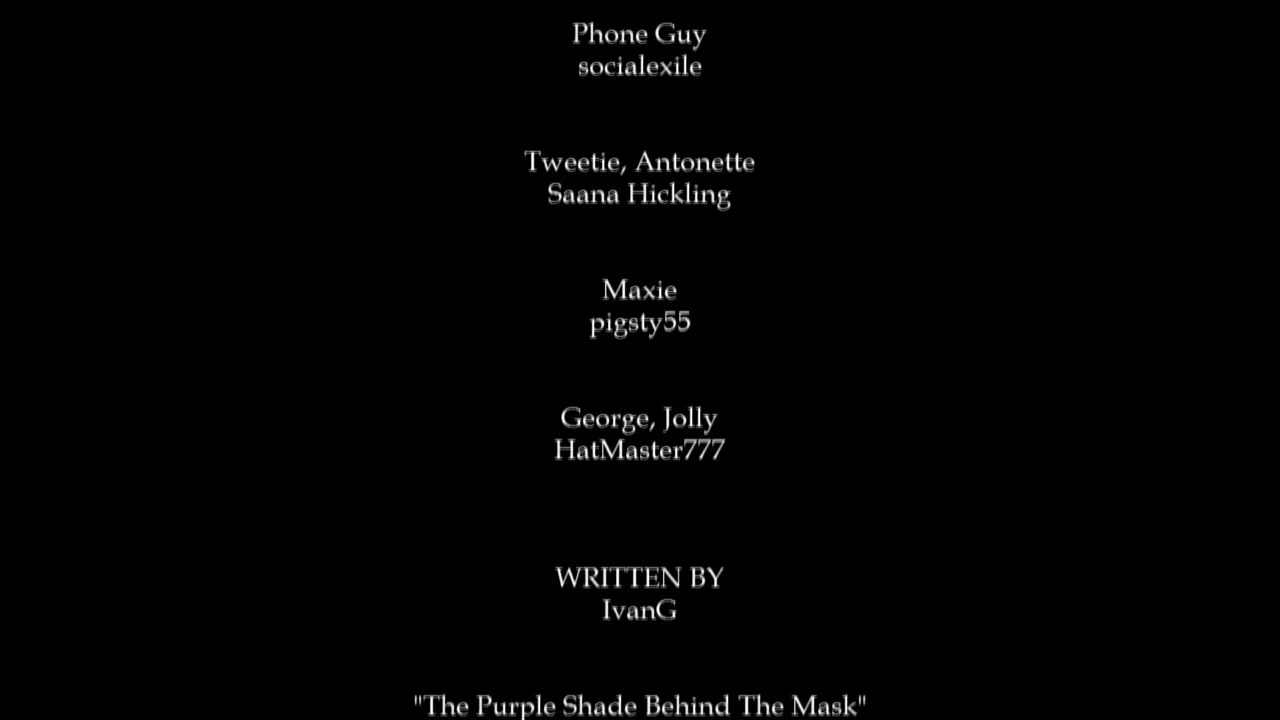 Phone Guy
socialexile
Tweetie, Antonette
Saana Hickling
Maxie
pigsty55
George, Jolly
HatMaster777
WRITTEN BY
IvanG
"The Purple Shade Behind The Mask"